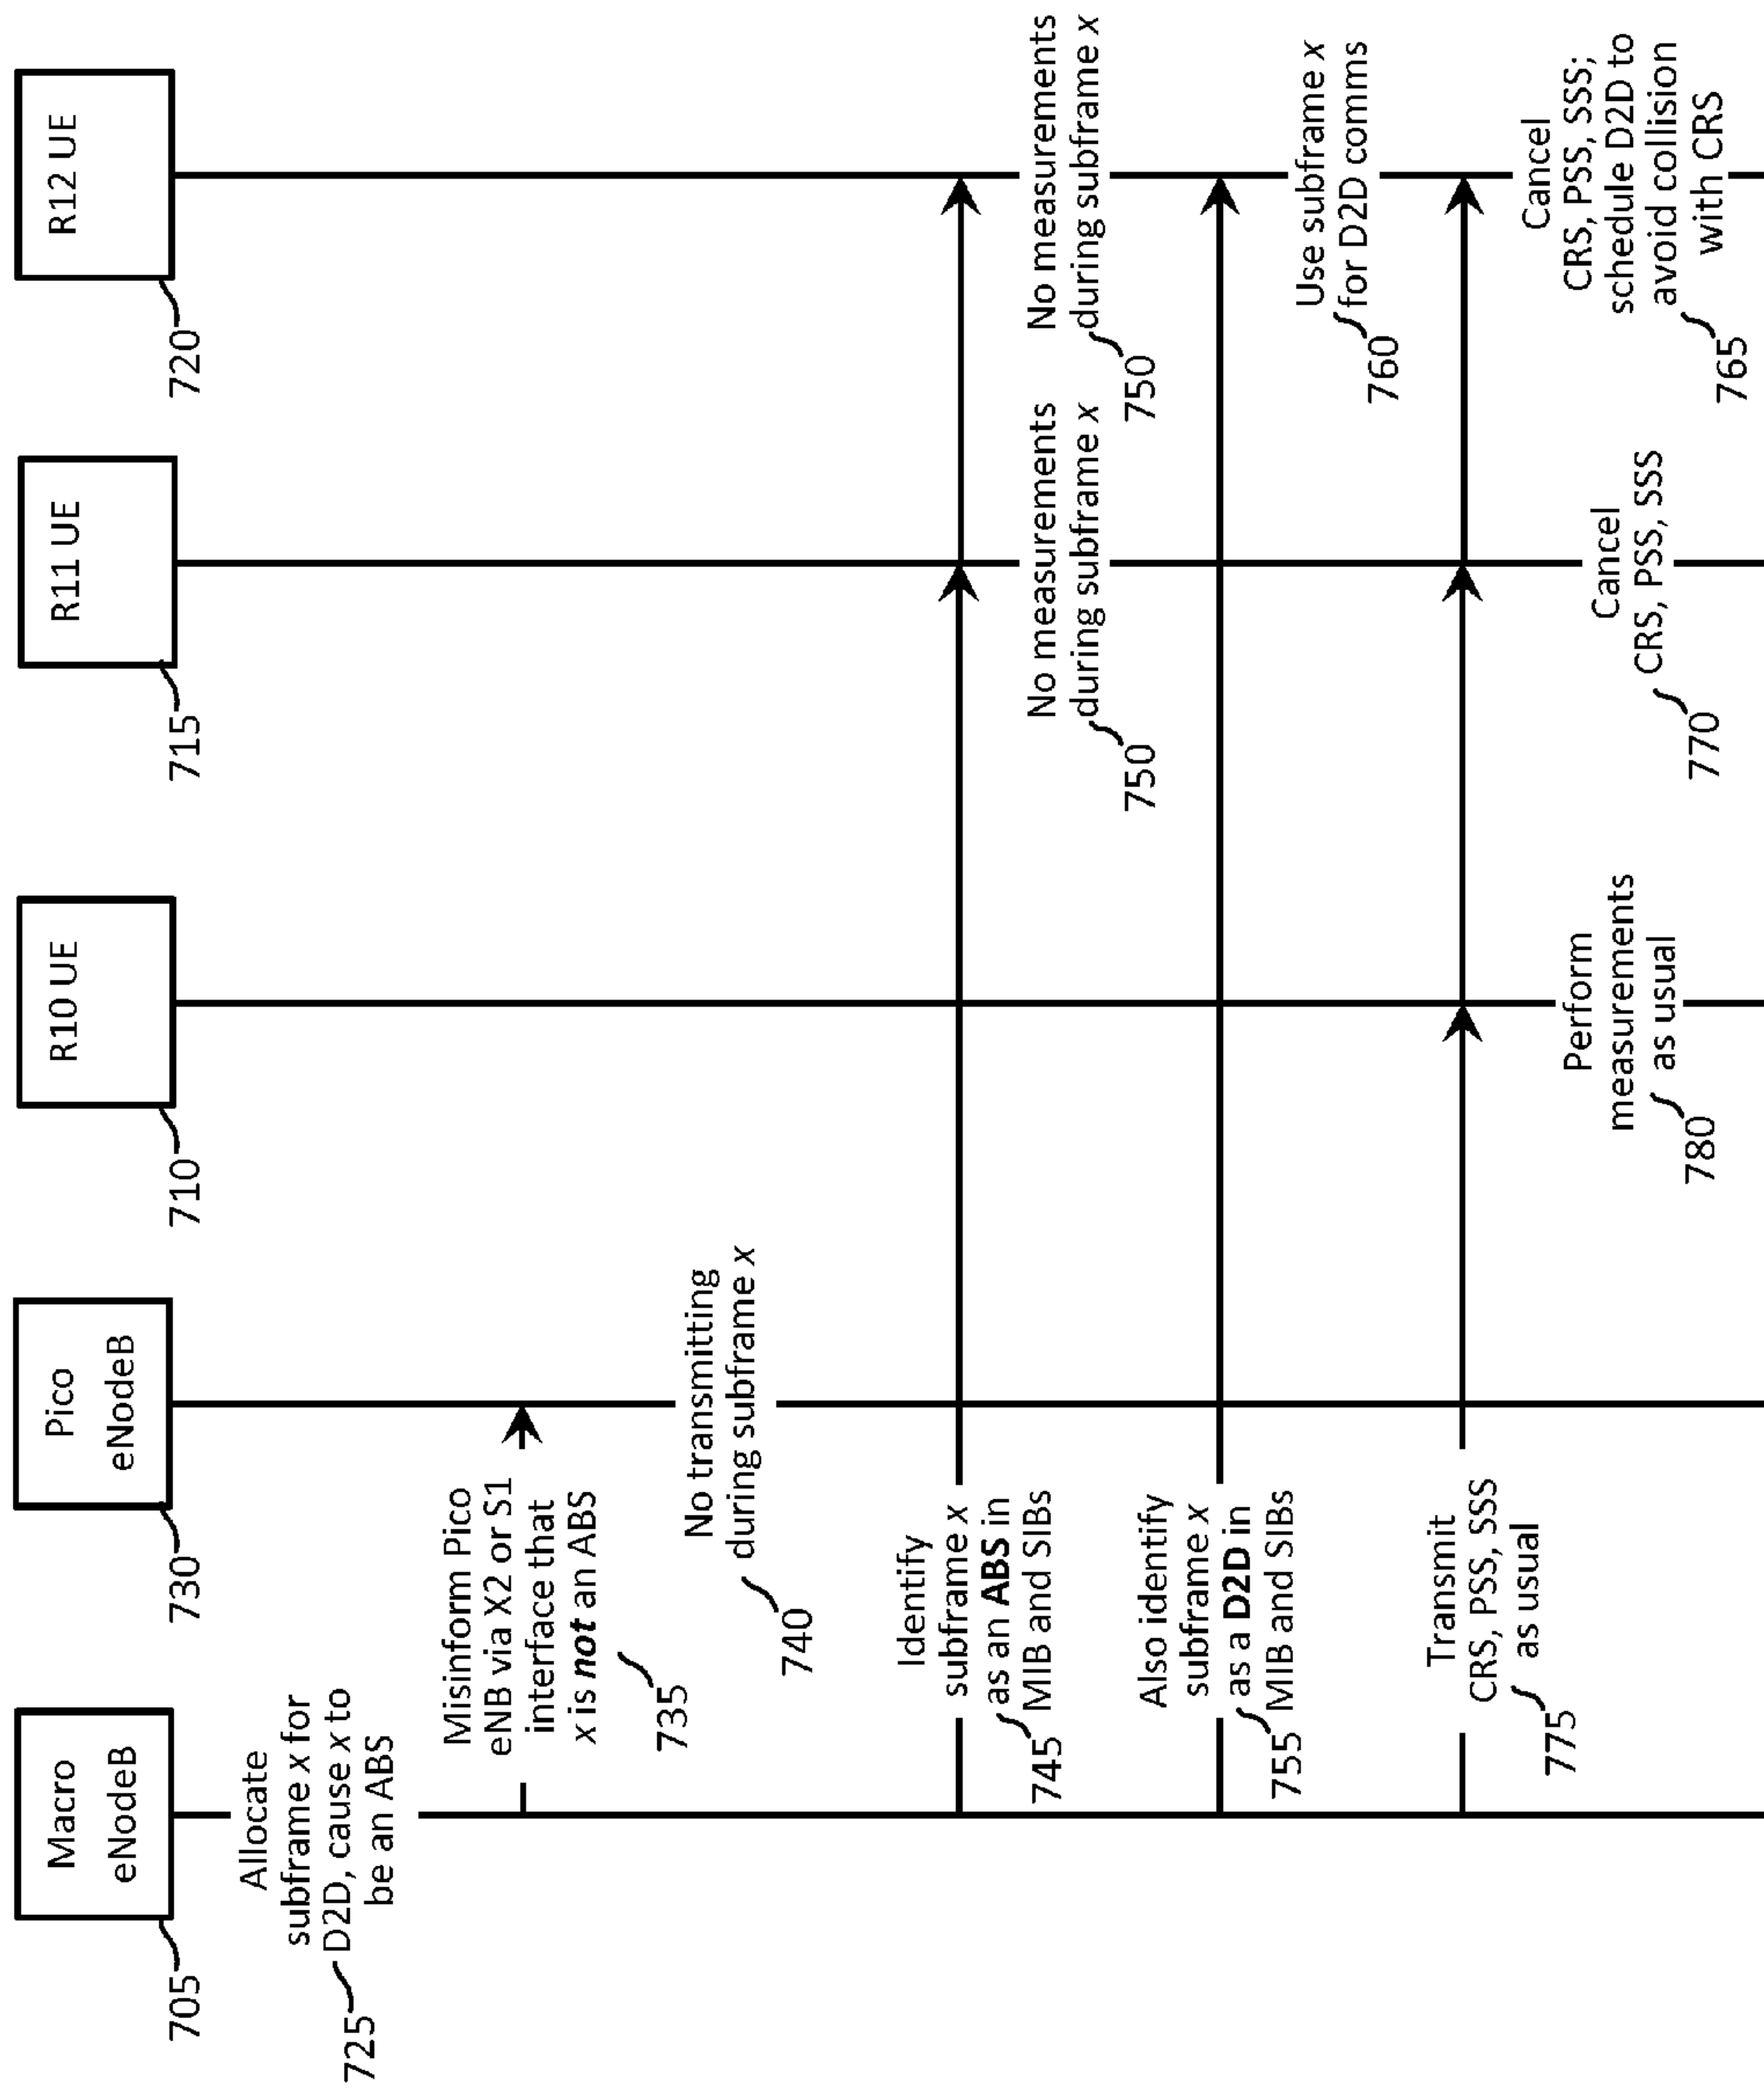 Macro
eNodeB
705
Pico
eNodeB
730
R10 UE
710
R11 UE
715
R12 UE
720
Allocate
subframe x for
D2D, cause x to
be an ABS
725
Misinform Pico
eNB via X2 or S1
interface that
x is not an ABS
735
No transmitting
during subframe x
740
Identify
subframe x
as an ABS in
MIB and SIBs
745
No measurements
during subframe x
750
No measurements
during subframe x
750
Also identify
subframe x
as a D2D in
MIB and SIBs
755
Use subframe x
for D2D comms
760
Transmit
CRS, PSS, SSS
as usual
775
Perform
measurements
as usual
780
Cancel
CRS, PSS, SSS
770
Cancel
CRS, PSS, SSS;
schedule D2D to
avoid collision
with CRS
765